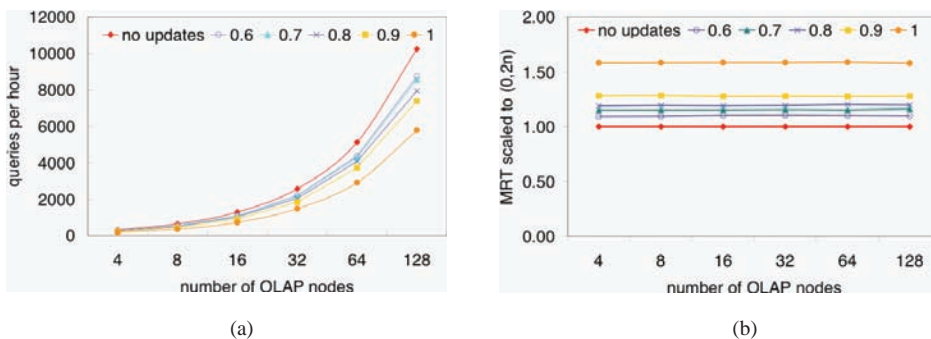 12000
10000
8000
6000
4000
2000
0
queries per hour
no updates 0.6 0.7 0.8 0.9 1
4 8 16 32 64 128
number of OLAP nodes
(a)
2.00
1.50
1.00
0.50
0.00
MRT scaled to (0,2n)
no updates 0.6 0.7 0.8 0.9 1
4 8 16 32 64 128
number of OLAP nodes
(b)